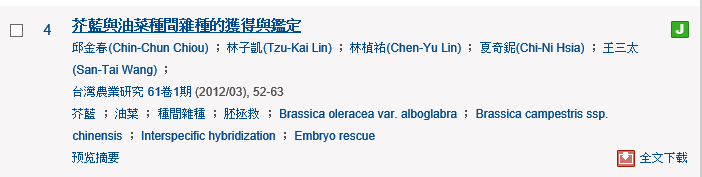 4 芥藍與油菜種間雜種的獲得與鑑定 J
邱金春(Chin-Chun Chiou) ; 林子凱(Tzu-Kai Lin) ; 林楨祐(Chen-Yu Lin) ; 夏奇鈮(Chi-Ni Hsia) ; 王三太
(San-Tai Wang) ;
台灣農業研究 61卷1期 (2012/03), 52-63
芥藍 ; 油菜 ; 種間雜種 ; 胚拯救 ; Brassica oleracea var. alboglabra ; Brassica campestris ssp.
chinensis ; Interspecific hybridization ; Embryo rescue
预览摘要 全文下载